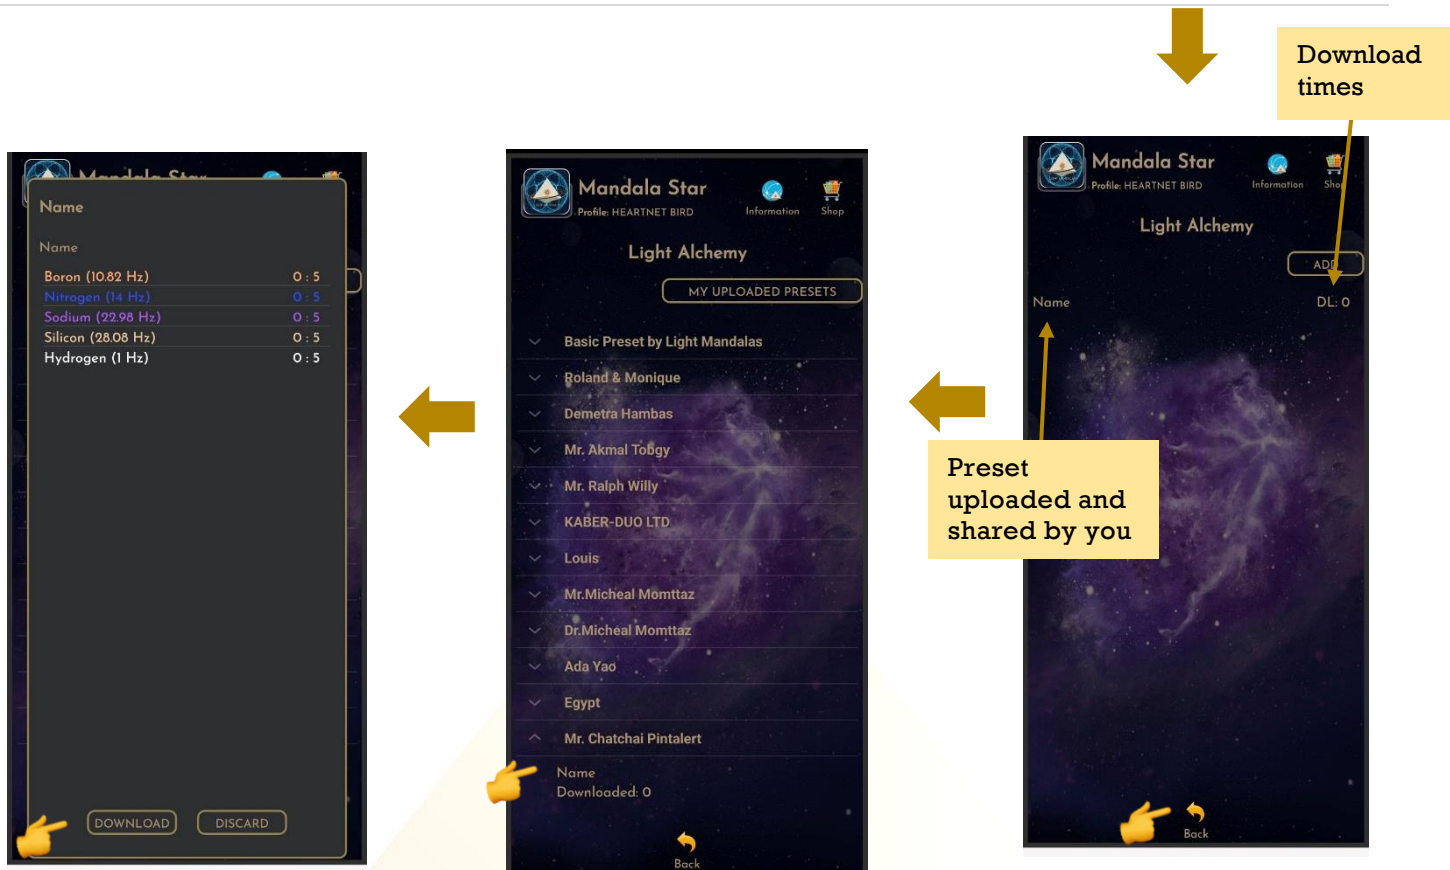 Download
times
Mandala Star
Name
Name
Boron (10.82 Hz) 0 : 5
Nitrogen (14 Hz) 0 : 5
Sodium (22.98 Hz) 0 : 5
Silicon (28.08 Hz) 0 : 5
Hydrogen (1 Hz) 0 : 5
DOWNLOAD DISCARD
Mandala Star
Profile: HEARTNET BIRD
Information Shop
Light Alchemy
MY UPLOADED PRESETS
Basic Preset by Light Mandalas
Roland & Monique
Demetra Hambas
Mr. Akmal Tobgy
Mr. Ralph Willy
KABER-DUO LTD
Louis
Mr.Micheal Momttaz
Dr.Micheal Momttaz
Ada Yao
Egypt
Mr. Chatchai Pintalert
Name
Downloaded: 0
Back
Mandala Star
Profile: HEARTNET BIRD
Information Shop
Light Alchemy
ADD
Name DL: 0
Preset
uploaded and
shared by you
Back